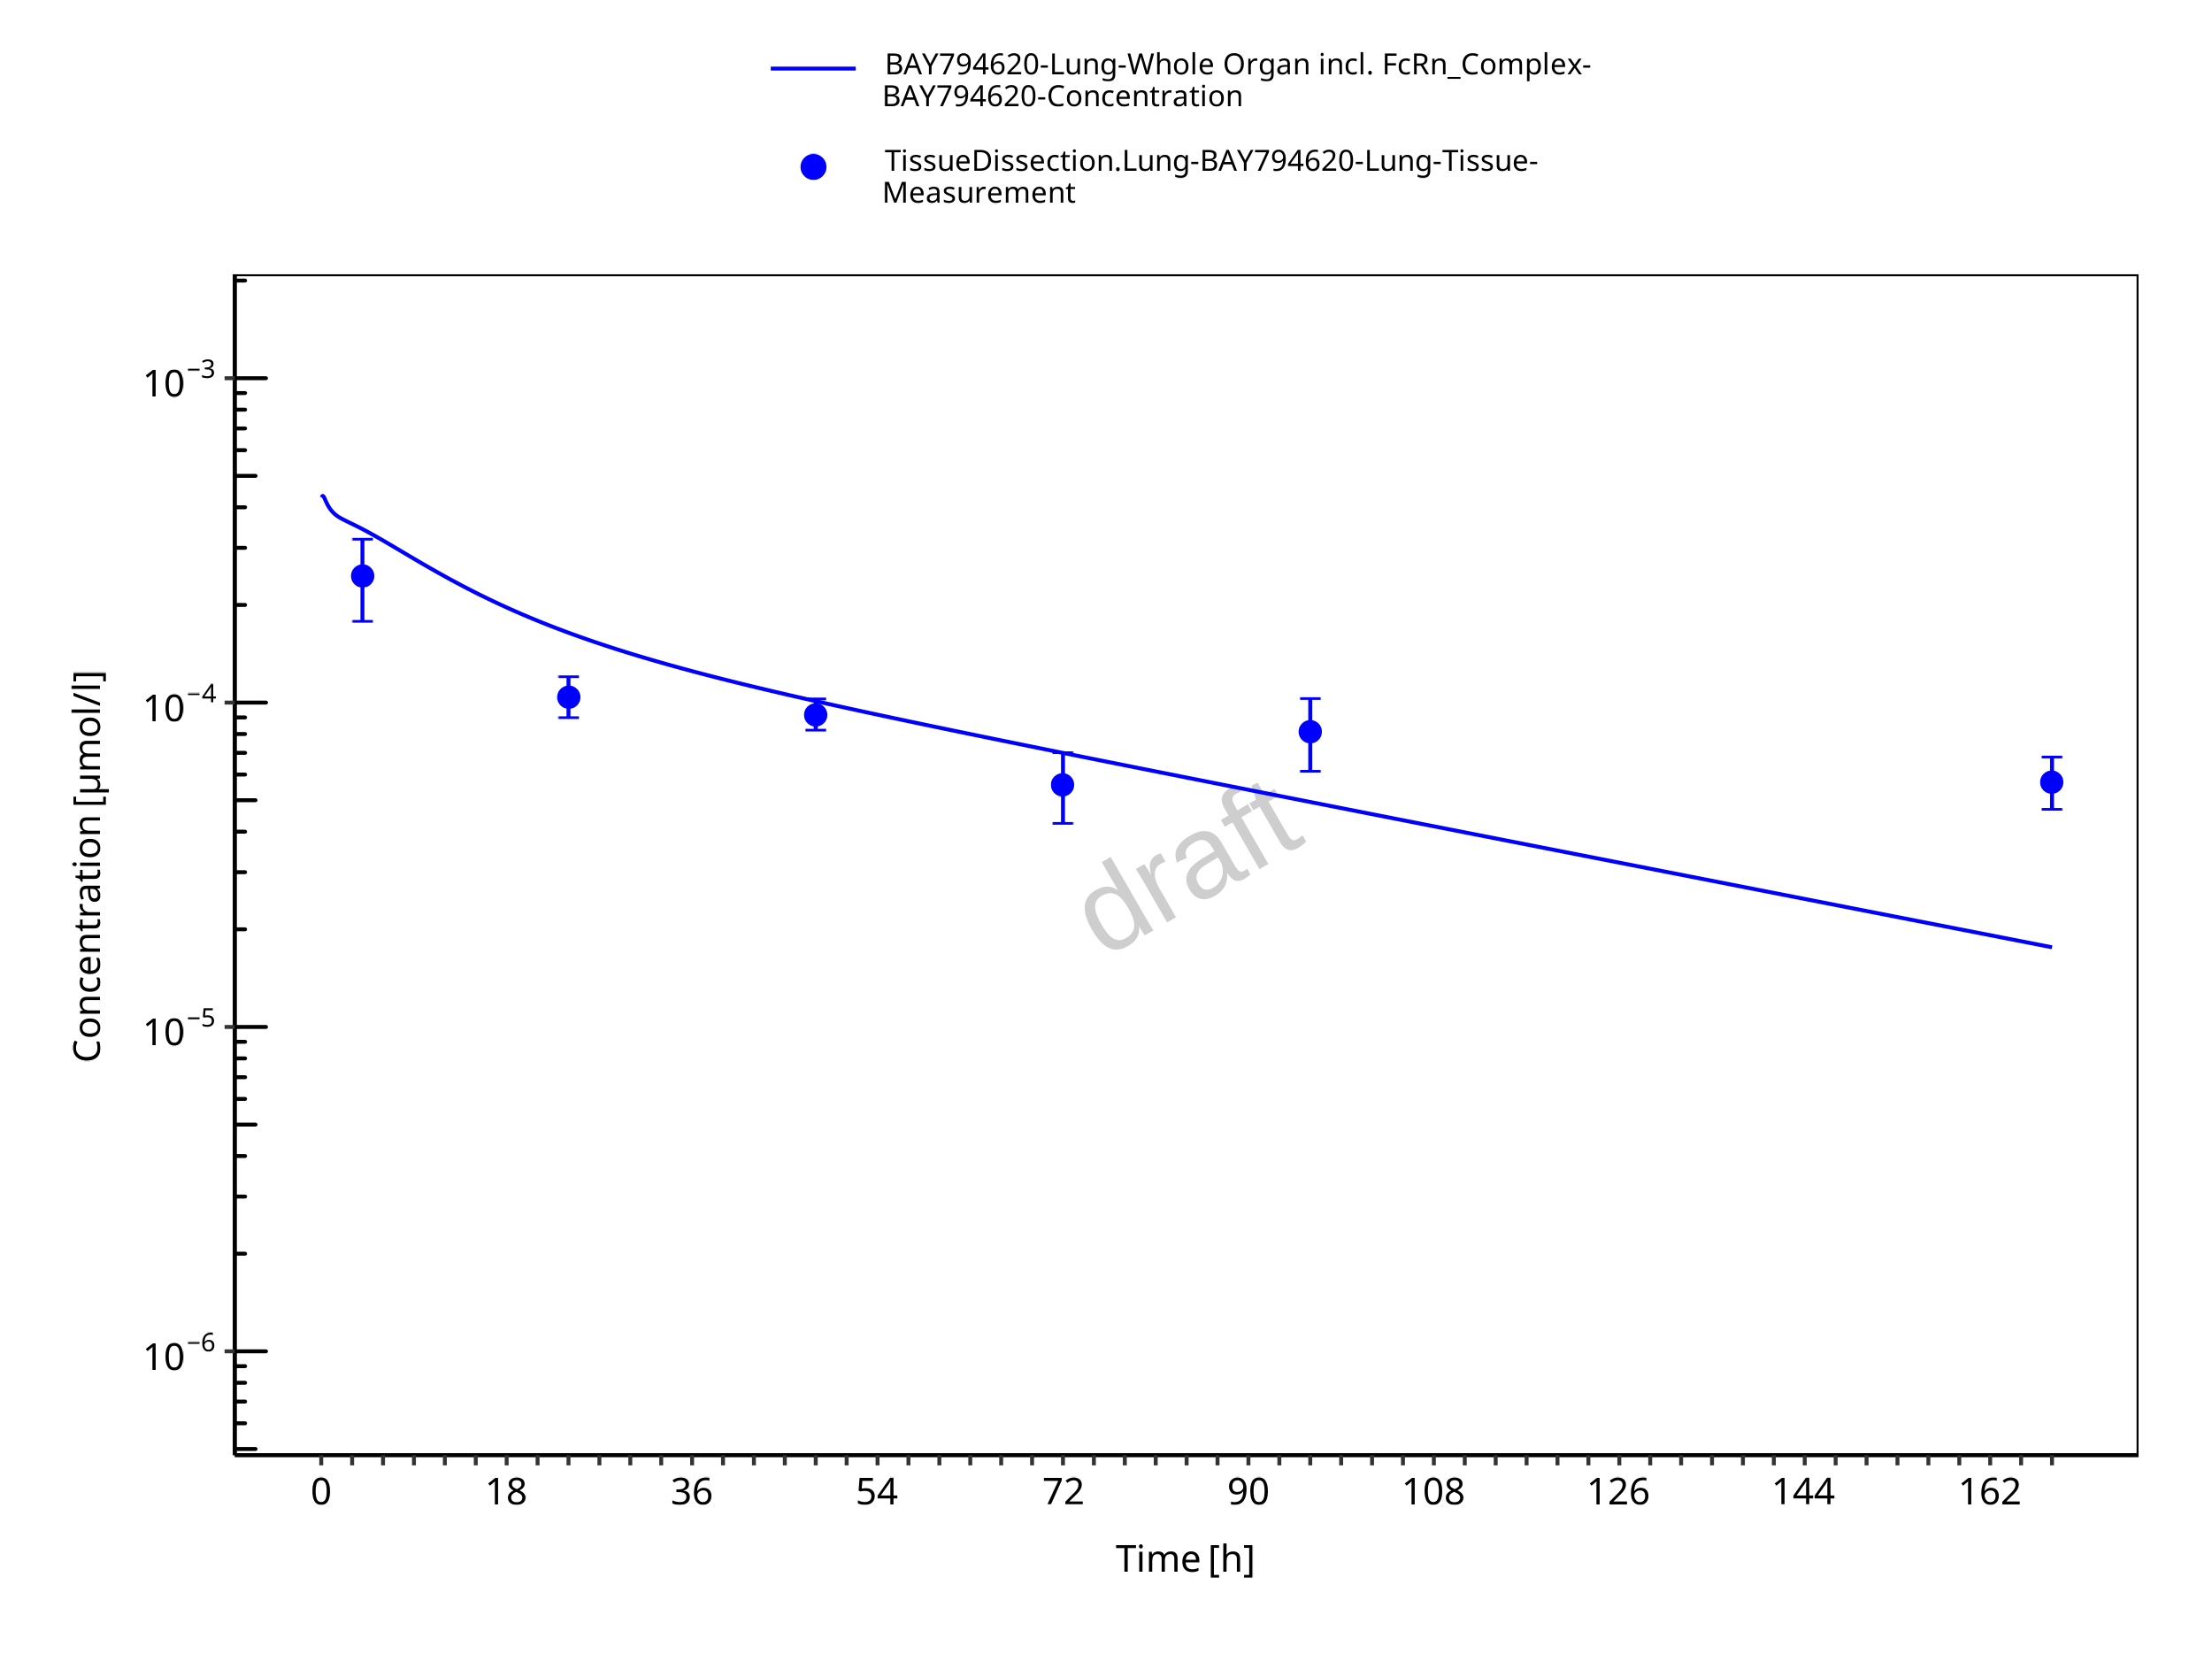 BAY794620-Lung-Whole Organ incl. FcRn_Complex-
BAY794620-Concentration
TissueDissection.Lung-BAY794620-Lung-Tissue-
Measurement
10⁻³
10⁻⁴
10⁻⁵
10⁻⁶
Concentration [µmol/l]
draft
0 18 36 54 72 90 108 126 144 162
Time [h]